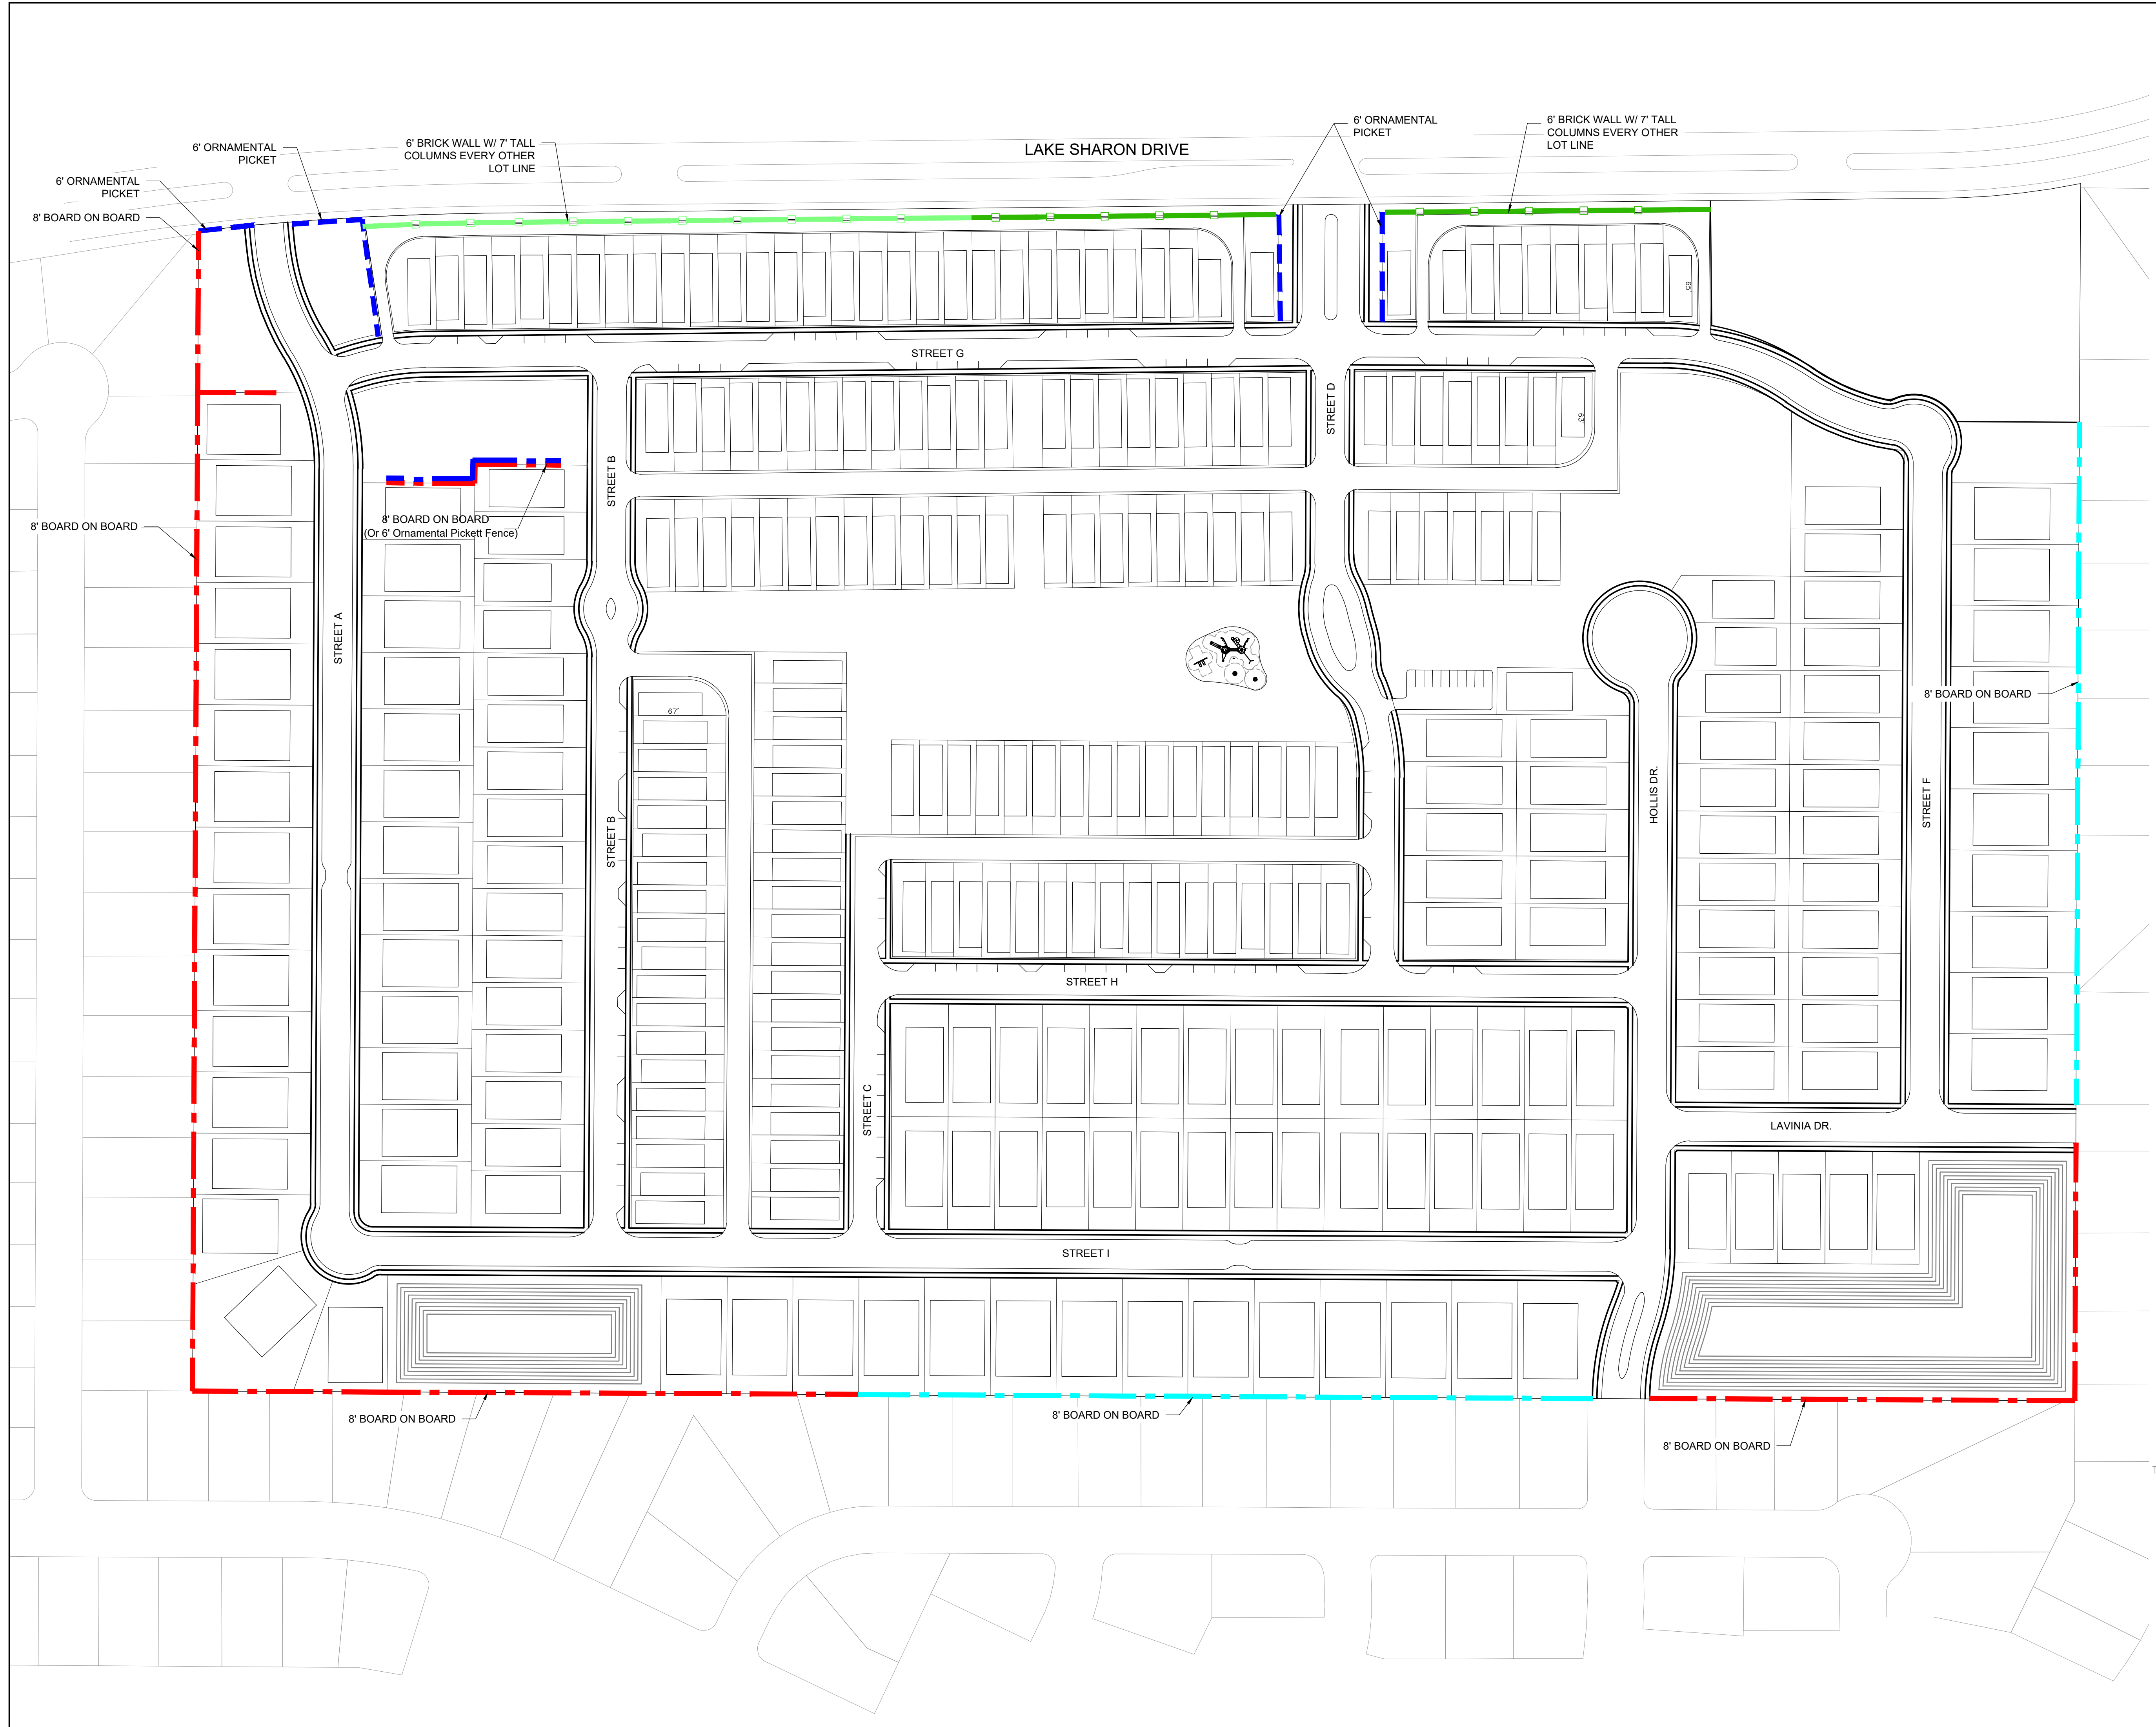 6' ORNAMENTAL
PICKET
6' BRICK WALL W/ 7' TALL
COLUMNS EVERY OTHER
LOT LINE
LAKE SHARON DRIVE
6' ORNAMENTAL
PICKET
6' BRICK WALL W/ 7' TALL
COLUMNS EVERY OTHER
LOT LINE
6' ORNAMENTAL
PICKET
8' BOARD ON BOARD
65'
STREET G
STREET D
63'
STREET B
8' BOARD ON BOARD
8' BOARD ON BOARD
(Or 6' Ornamental Pickett Fence)
STREET A
8' BOARD ON BOARD
67'
STREET B
HOLLIS DR.
STREET F
STREET H
STREET C
LAVINIA DR.
STREET I
8' BOARD ON BOARD
8' BOARD ON BOARD
8' BOARD ON BOARD
T